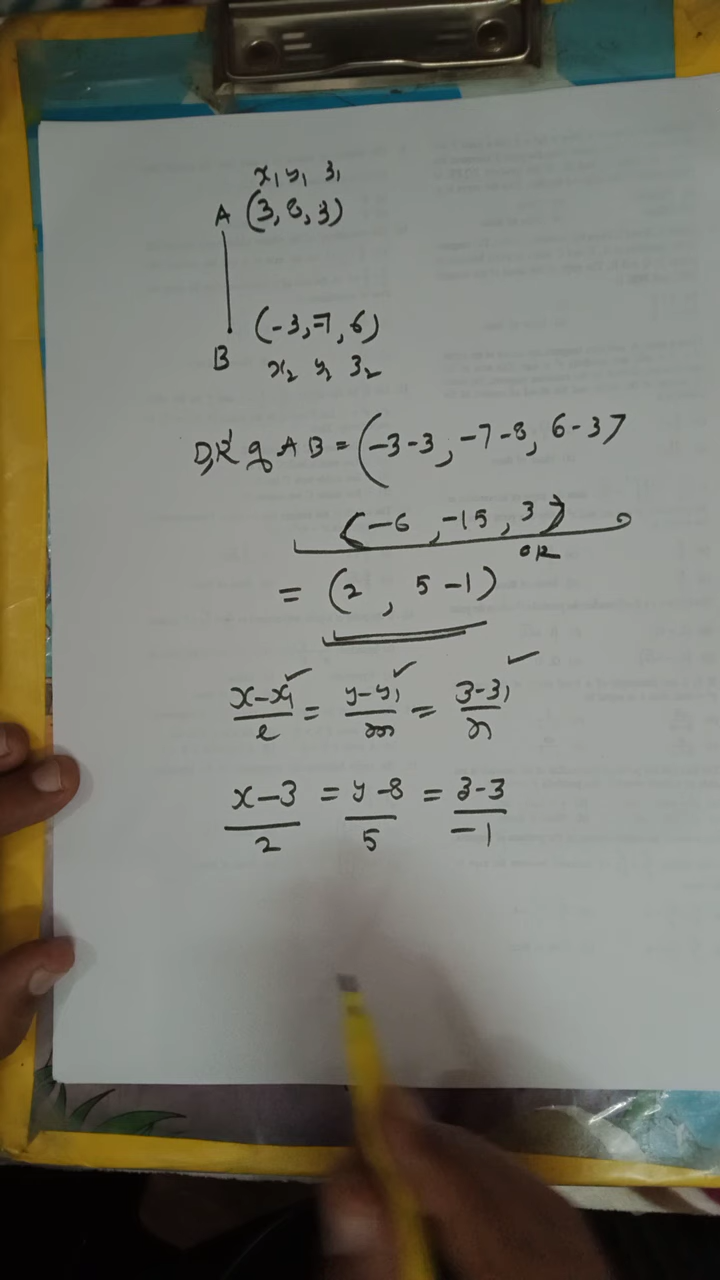 x₁ y₁ z₁
A (3, 8, 3)
(-3, -7, 6)
B x₂ y₂ z₂
D.R's of AB = (-3-3, -7-8, 6-3)
(-6, -15, 3)
OR
= (2, 5 -1)
x-x₁/l = y-y₁/m = z-z₁/n
x-3/2 = y-8/5 = z-3/-1